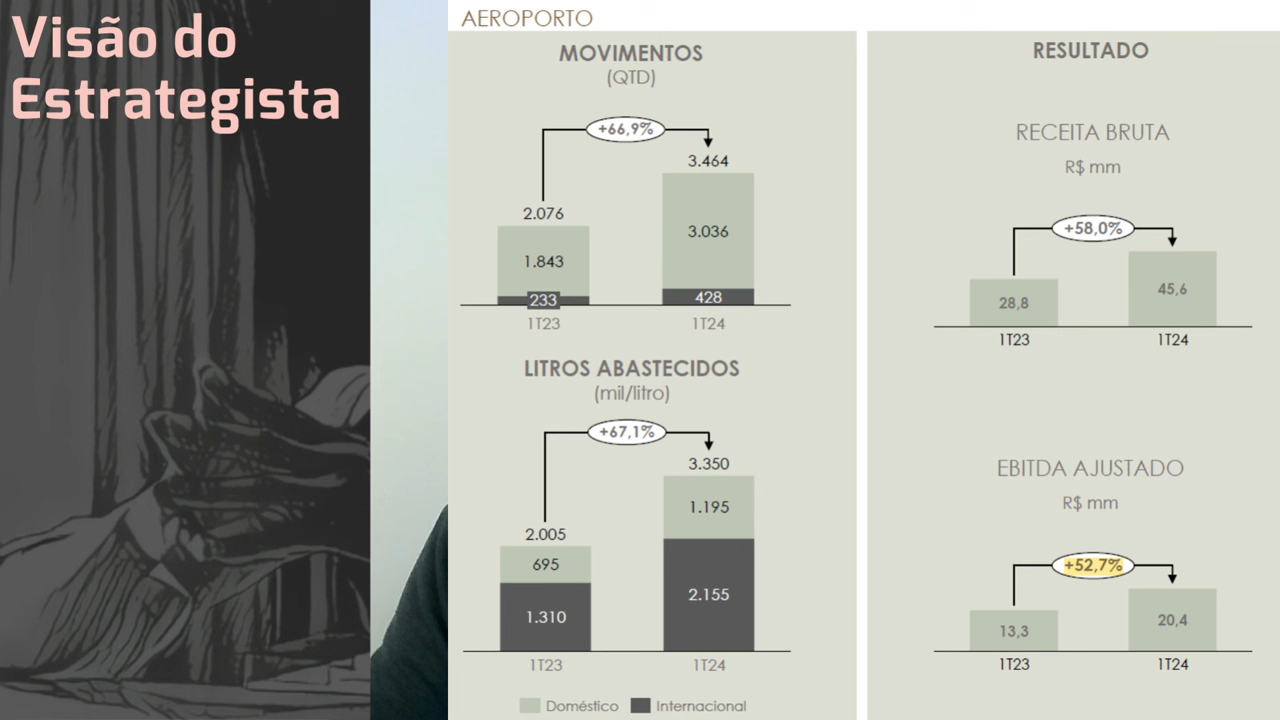 Visão do
Estrategista
AEROPORTO
MOVIMENTOS
(QTD)
+66,9%
3.464
2.076
3.036
1.843
233
428
1T23
1T24
LITROS ABASTECIDOS
(mil/litro)
+67,1%
3.350
2.005
1.195
695
2.155
1.310
1T23
1T24
Doméstico
Internacional
RESULTADO
RECEITA BRUTA
R$ mm
+58,0%
28,8
45,6
1T23
1T24
EBITDA AJUSTADO
R$ mm
+52,7%
13,3
20,4
1T23
1T24